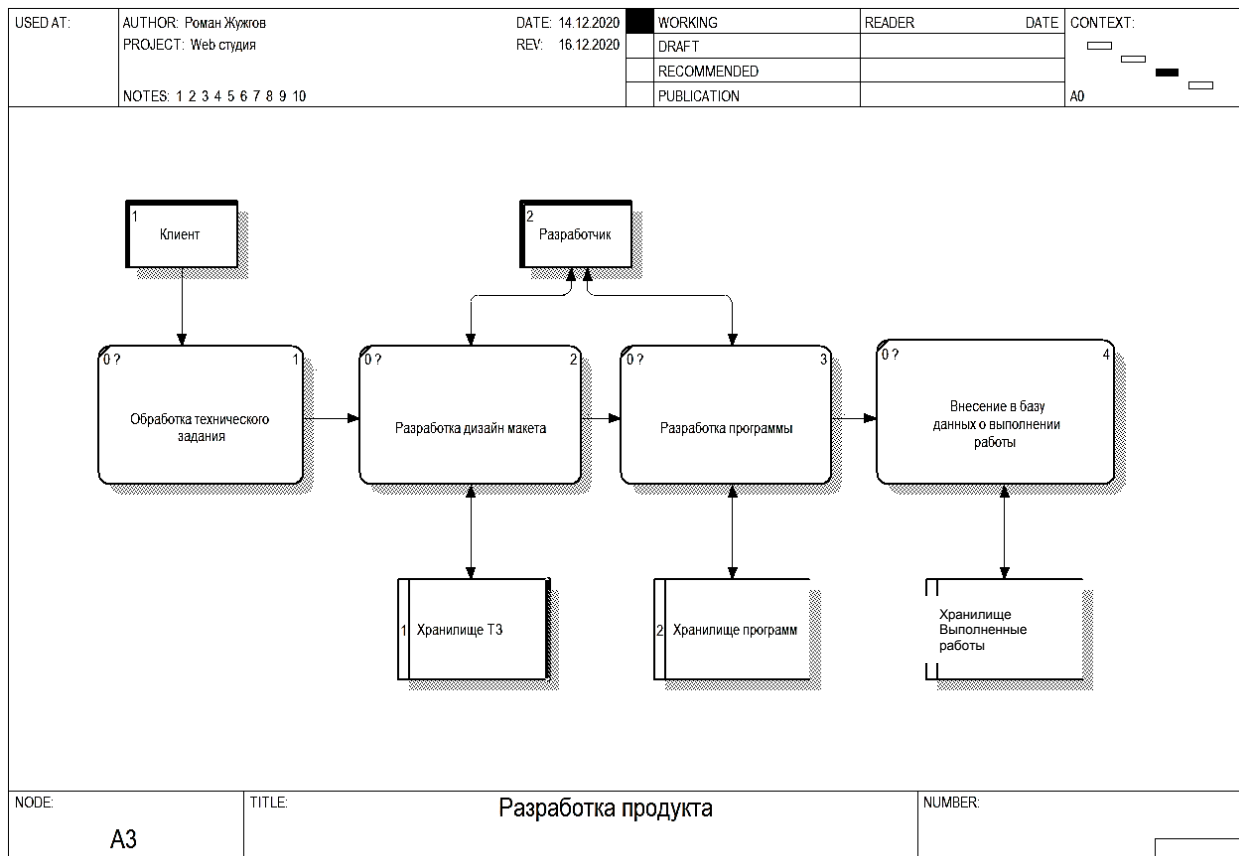 USED AT:
AUTHOR: Роман Жужгов
DATE: 14.12.2020
WORKING
READER
DATE
CONTEXT:
PROJECT: Web студия
REV: 16.12.2020
DRAFT
RECOMMENDED
NOTES: 1 2 3 4 5 6 7 8 9 10
PUBLICATION
A0
1
Клиент
2
Разработчик
0 ?
1
Обработка технического
задания
0 ?
2
Разработка дизайн макета
0 ?
3
Разработка программы
0 ?
4
Внесение в базу
данных о выполнении
работы
1
Хранилище ТЗ
2
Хранилище программ
Хранилище
Выполненные
работы
NODE:
A3
TITLE:
Разработка продукта
NUMBER: